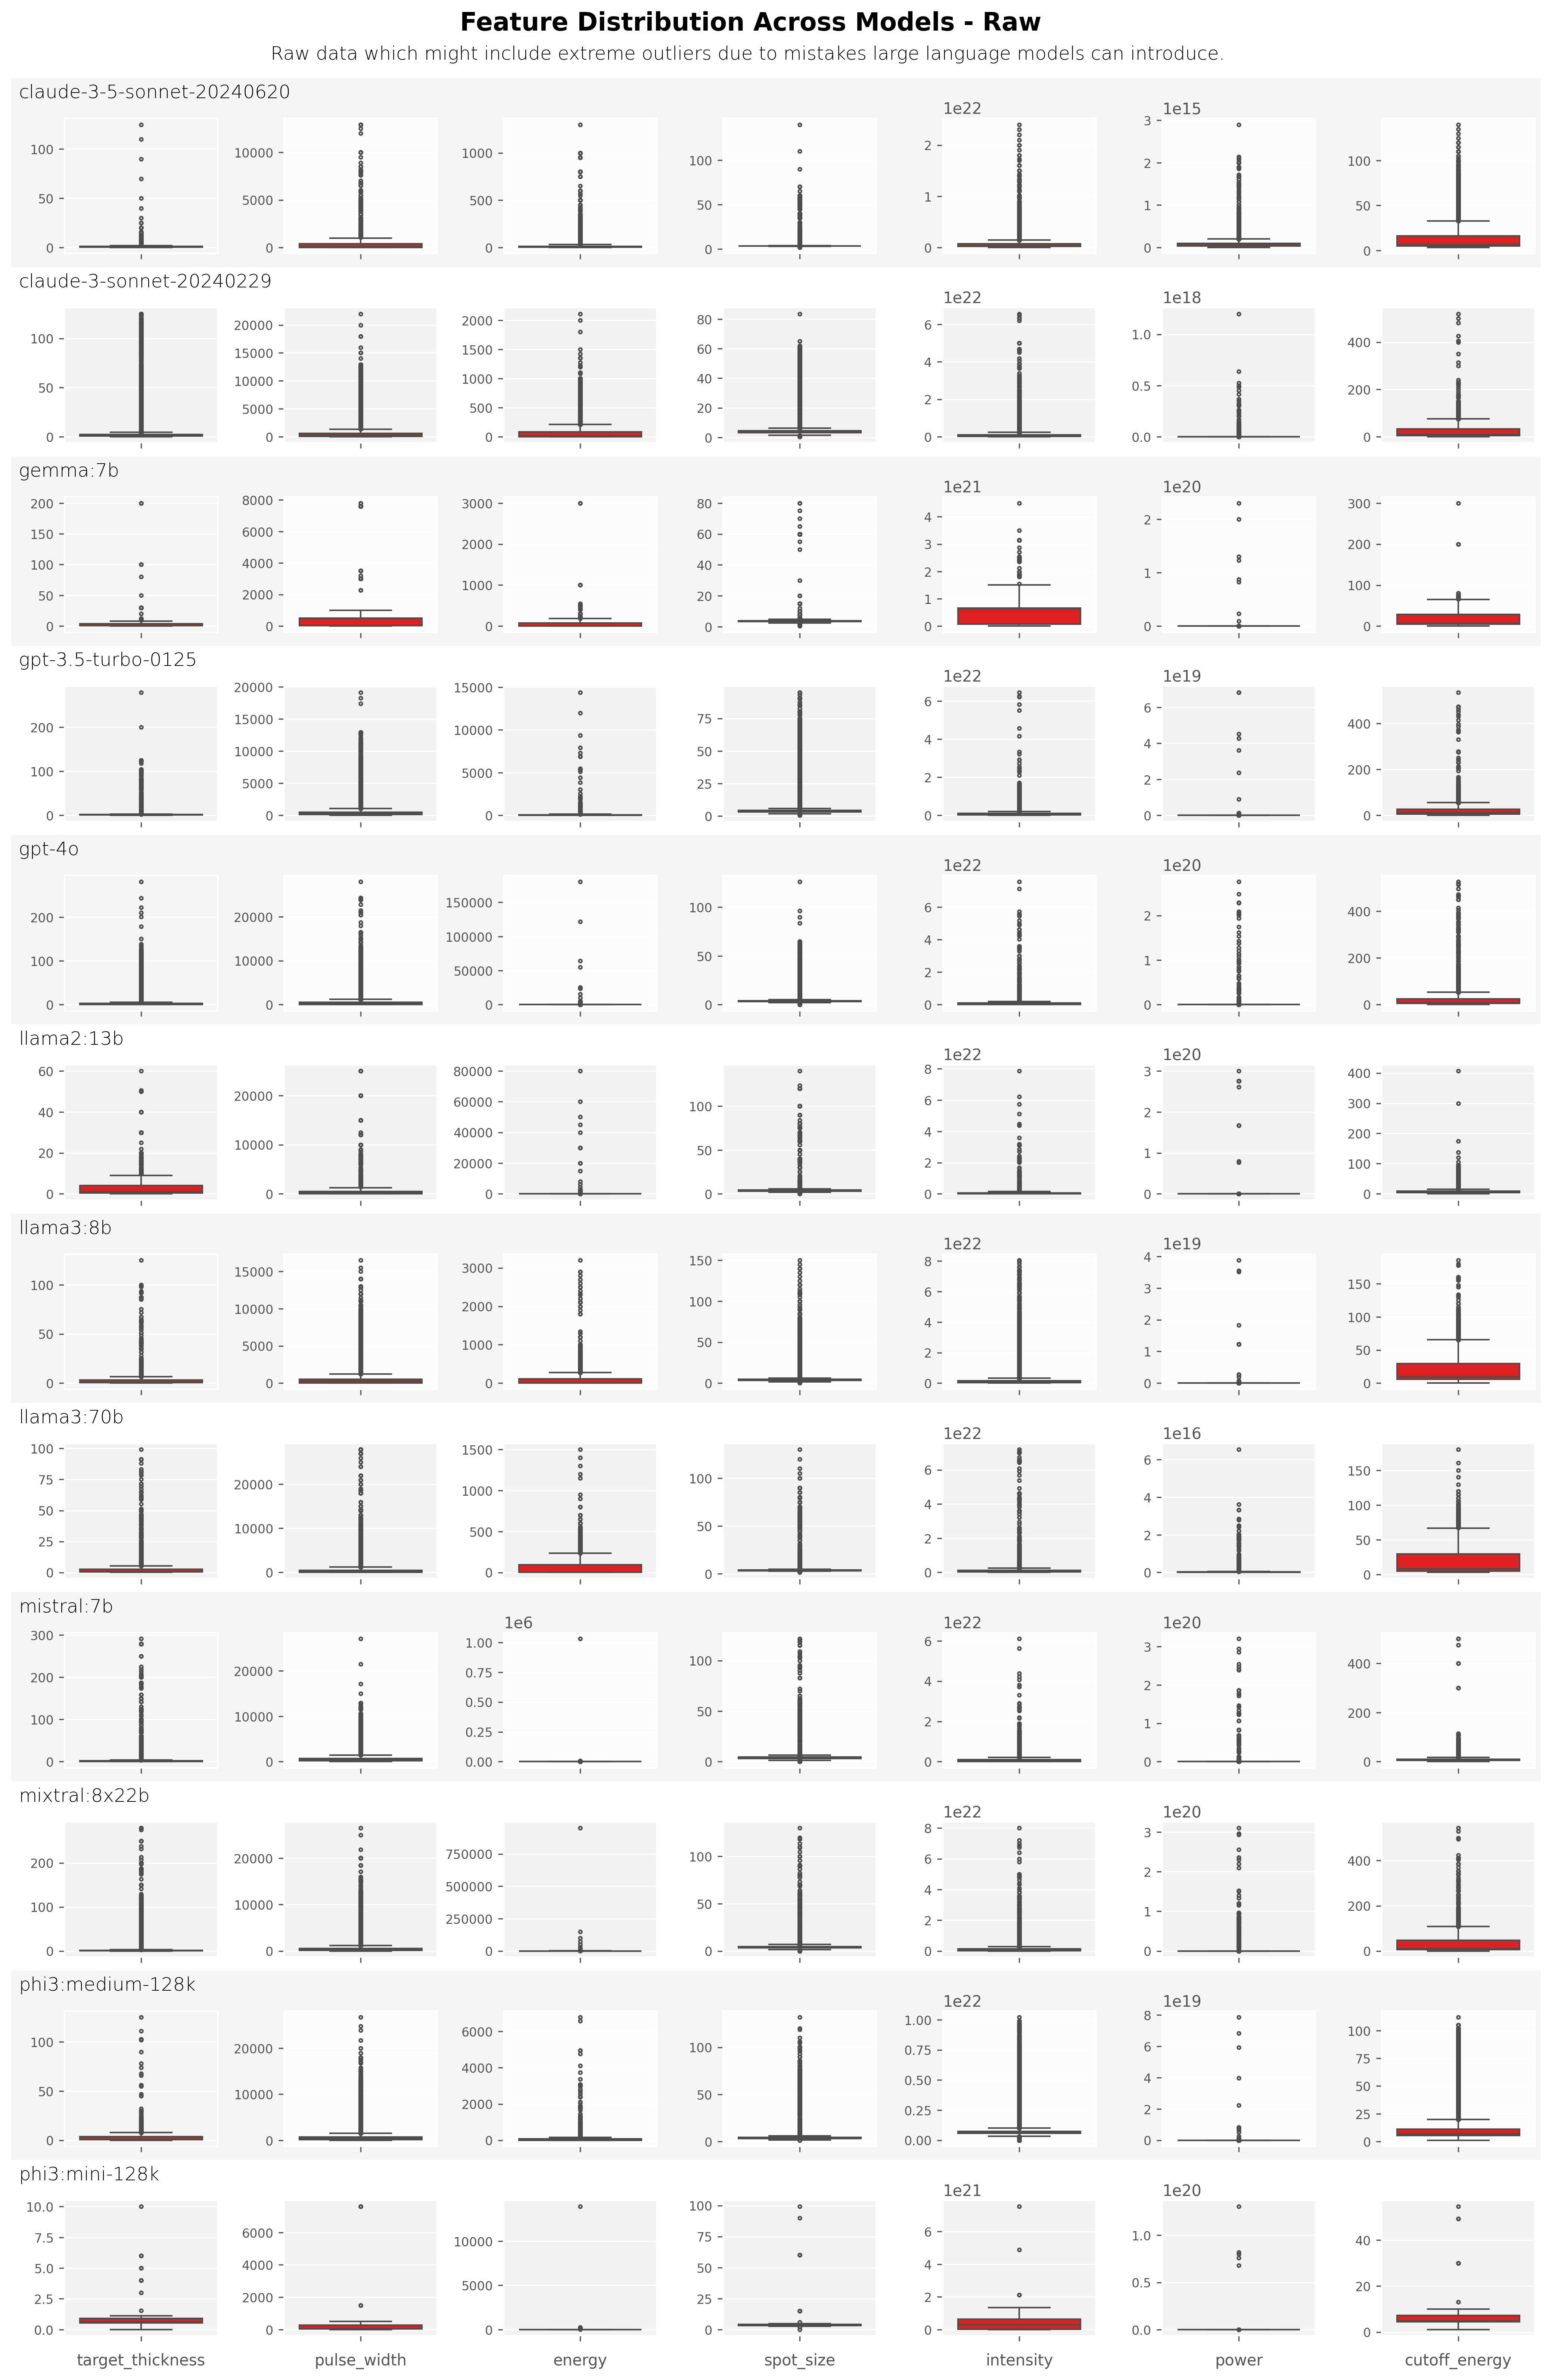 Feature Distribution Across Models - Raw
Raw data which might include extreme outliers due to mistakes large language models can introduce.
claude-3-5-sonnet-20240620
1e22 1e15
100 50 0
10000 5000 0
1000 500 0
100 50 0
2 1 0
3 2 1 0
100 50 0
claude-3-sonnet-20240229
1e22 1e18
100 50 0
20000 15000 10000 5000 0
2000 1500 1000 500 0
80 60 40 20 0
6 4 2 0
1.0 0.5 0.0
400 200 0
gemma:7b
1e21 1e20
200 150 100 50 0
8000 6000 4000 2000 0
3000 2000 1000 0
80 60 40 20 0
4 3 2 1 0
2 1 0
300 200 100 0
gpt-3.5-turbo-0125
1e22 1e19
200 100 0
20000 15000 10000 5000 0
15000 10000 5000 0
75 50 25 0
6 4 2 0
6 4 2 0
400 200 0
gpt-4o
1e22 1e20
200 100 0
20000 10000 0
150000 100000 50000 0
100 50 0
6 4 2 0
2 1 0
400 200 0
llama2:13b
1e22 1e20
60 40 20 0
20000 10000 0
80000 60000 40000 20000 0
100 50 0
8 6 4 2 0
3 2 1 0
400 300 200 100 0
llama3:8b
1e22 1e19
100 50 0
15000 10000 5000 0
3000 2000 1000 0
150 100 50 0
8 6 4 2 0
4 3 2 1 0
150 100 50 0
llama3:70b
1e22 1e16
100 75 50 25 0
20000 10000 0
1500 1000 500 0
100 50 0
6 4 2 0
6 4 2 0
150 100 50 0
mistral:7b
1e6 1e22 1e20
300 200 100 0
20000 10000 0
1.00 0.75 0.50 0.25 0.00
100 50 0
6 4 2 0
3 2 1 0
400 200 0
mixtral:8x22b
1e22 1e20
200 100 0
20000 10000 0
750000 500000 250000 0
100 50 0
8 6 4 2 0
3 2 1 0
400 200 0
phi3:medium-128k
1e22 1e19
100 50 0
20000 10000 0
6000 4000 2000 0
100 50 0
1.00 0.75 0.50 0.25 0.00
8 6 4 2 0
100 75 50 25 0
phi3:mini-128k
1e21 1e20
10.0 7.5 5.0 2.5 0.0
6000 4000 2000 0
10000 5000 0
100 75 50 25 0
6 4 2 0
1.0 0.5 0.0
40 20 0
target_thickness pulse_width energy spot_size intensity power cutoff_energy